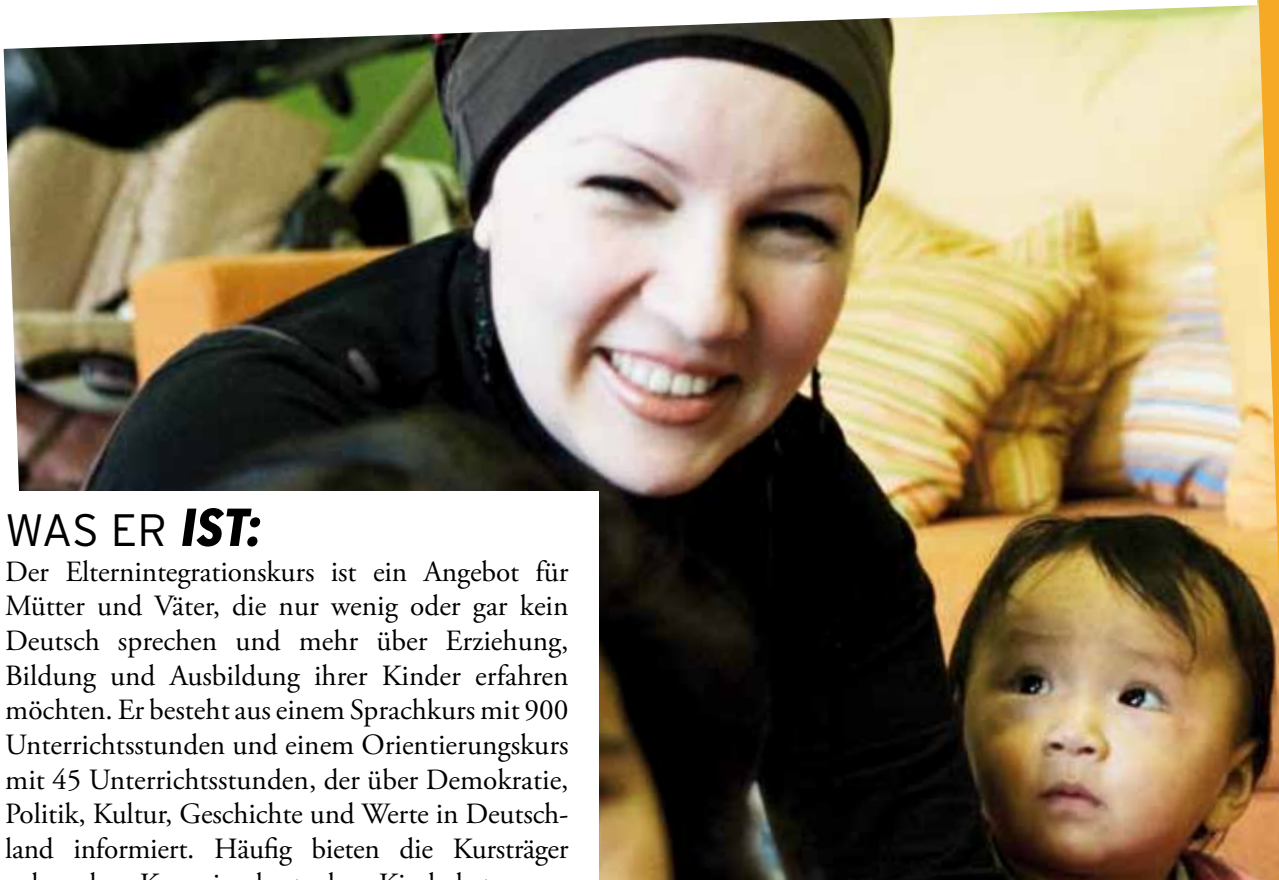 WAS ER IST:
Der Elternintegrationskurs ist ein Angebot für
Mütter und Väter, die nur wenig oder gar kein
Deutsch sprechen und mehr über Erziehung,
Bildung und Ausbildung ihrer Kinder erfahren
möchten. Er besteht aus einem Sprachkurs mit 900
Unterrichtsstunden und einem Orientierungskurs
mit 45 Unterrichtsstunden, der über Demokratie,
Politik, Kultur, Geschichte und Werte in Deutsch-
land informiert. Häufig bieten die Kursträger